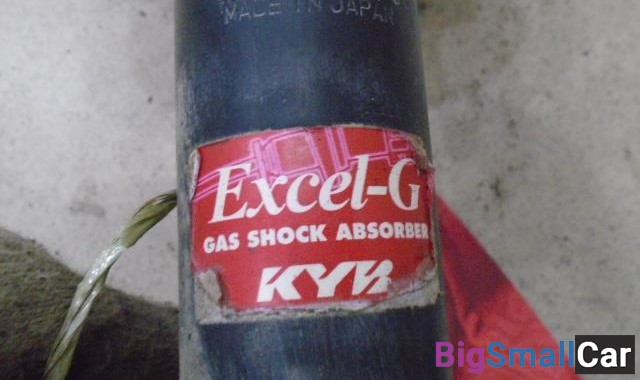 MADE IN JAPAN
Excel-G
GAS SHOCK ABSORBER
KYB
BigSmallCar